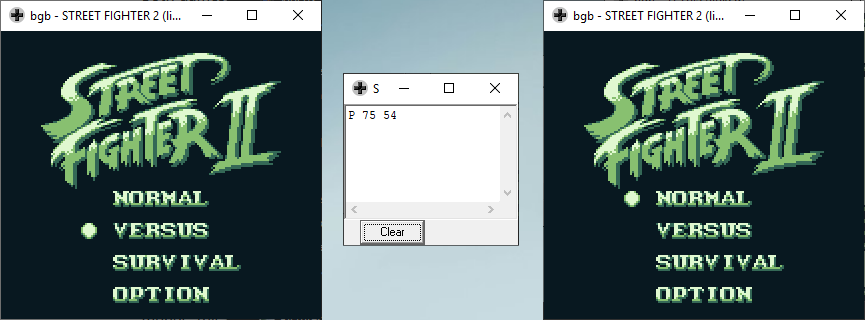 bgb - STREET FIGHTER 2 (li...
STREET
FIGHTER II
NORMAL
VERSUS
SURVIVAL
OPTION
S
P 75 54
Clear
bgb - STREET FIGHTER 2 (li...
STREET
FIGHTER II
NORMAL
VERSUS
SURVIVAL
OPTION